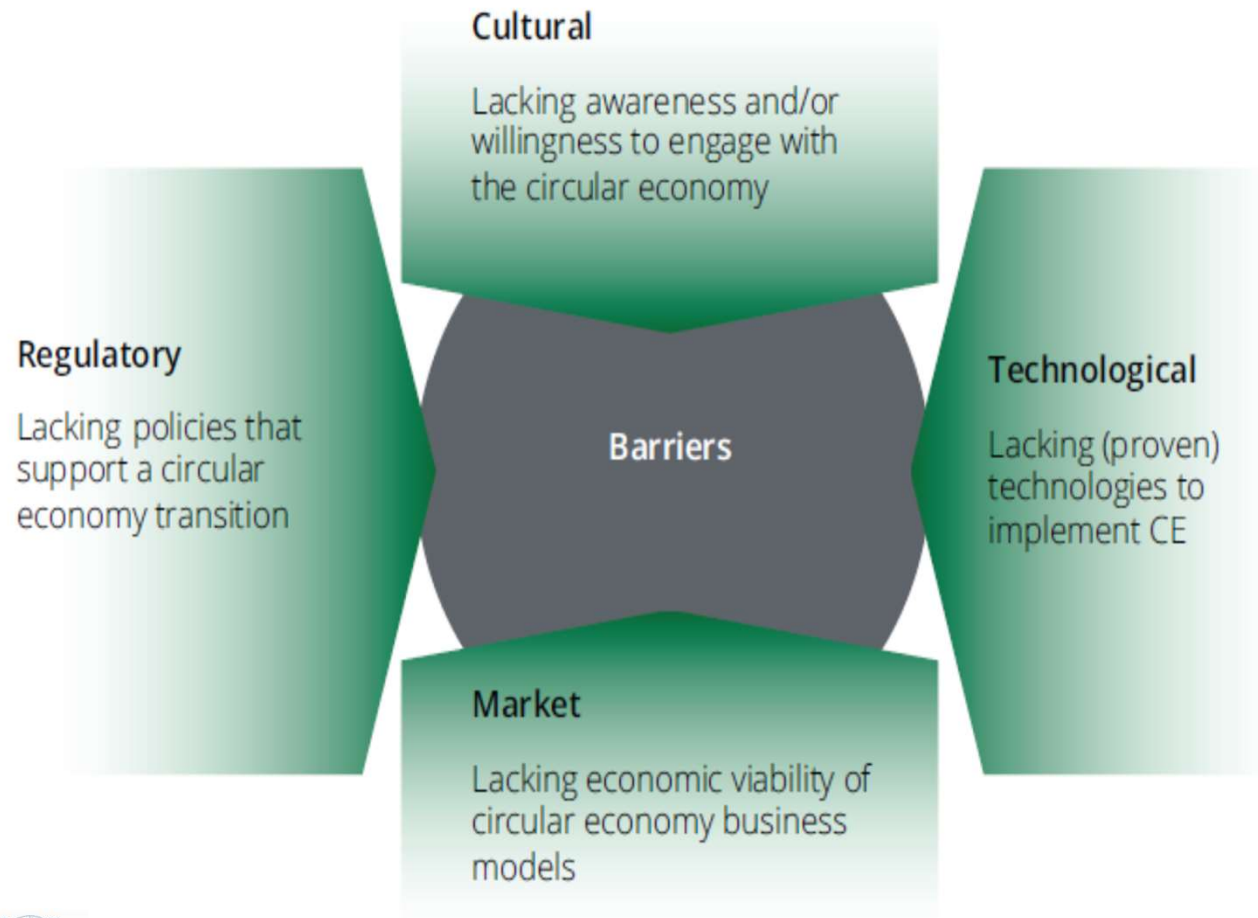 Cultural
Lacking awareness and/or
willingness to engage with
the circular economy
Regulatory
Lacking policies that
support a circular
economy transition
Barriers
Technological
Lacking (proven)
technologies to
implement CE
Market
Lacking economic viability of
circular economy business
models